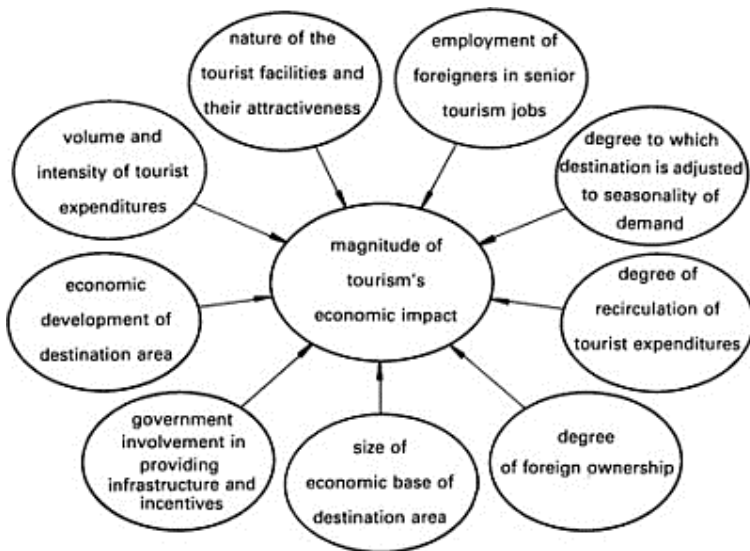 nature of the
tourist facilities and
their attractiveness
employment of
foreigners in senior
tourism jobs
volume and
intensity of tourist
expenditures
degree to which
destination is adjusted
to seasonality of
demand
magnitude of
tourism's
economic impact
economic
development of
destination area
degree of
recirculation of
tourist expenditures
government
involvement in
providing
infrastructure and
incentives
size of
economic base of
destination area
degree
of foreign ownership